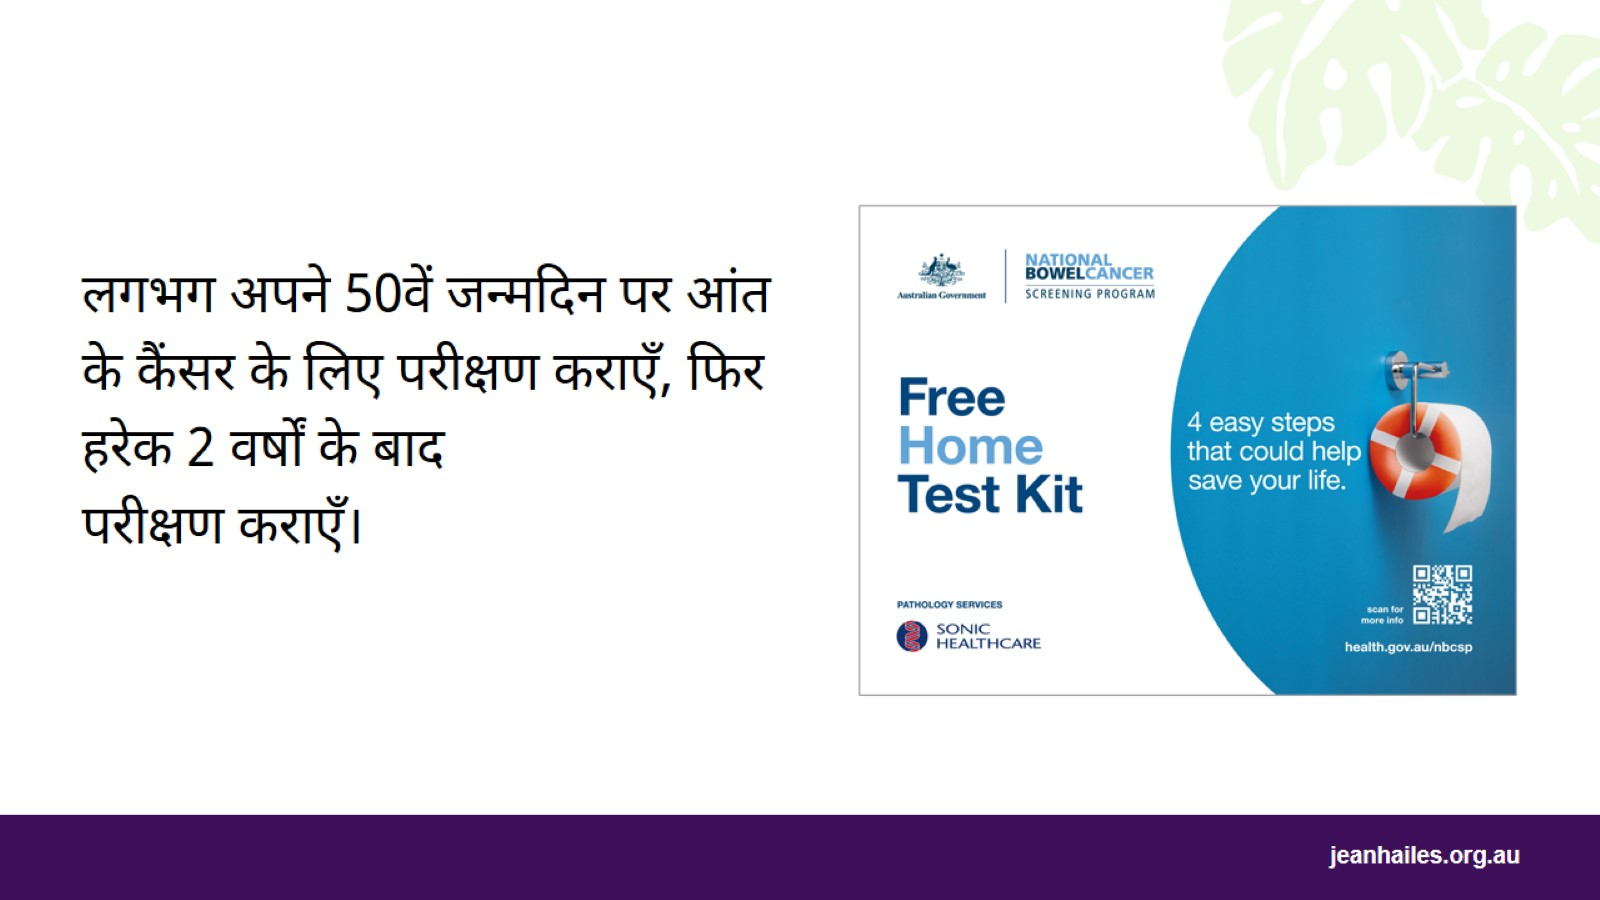 लगभग अपने 50वें जन्मदिन पर आंत
के कैंसर के लिए परीक्षण कराएँ, फिर
हरेक 2 वर्षों के बाद
परीक्षण कराएँ।
Australian Government
NATIONAL
BOWELCANCER
SCREENING PROGRAM
Free
Home
Test Kit
4 easy steps
that could help
save your life.
PATHOLOGY SERVICES
SONIC
HEALTHCARE
scan for
more info
health.gov.au/nbcsp
jeanhailes.org.au